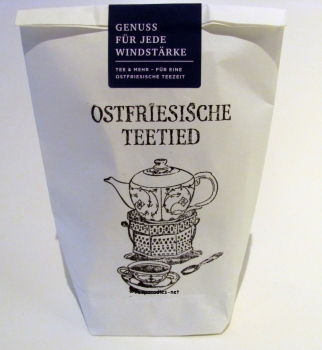 GENUSS
FÜR JEDE
WINDSTÄRKE
TEE & MEHR – FÜR EINE
OSTFRIESISCHE TEEZEIT
OSTFRIESISCHE
TEETIED